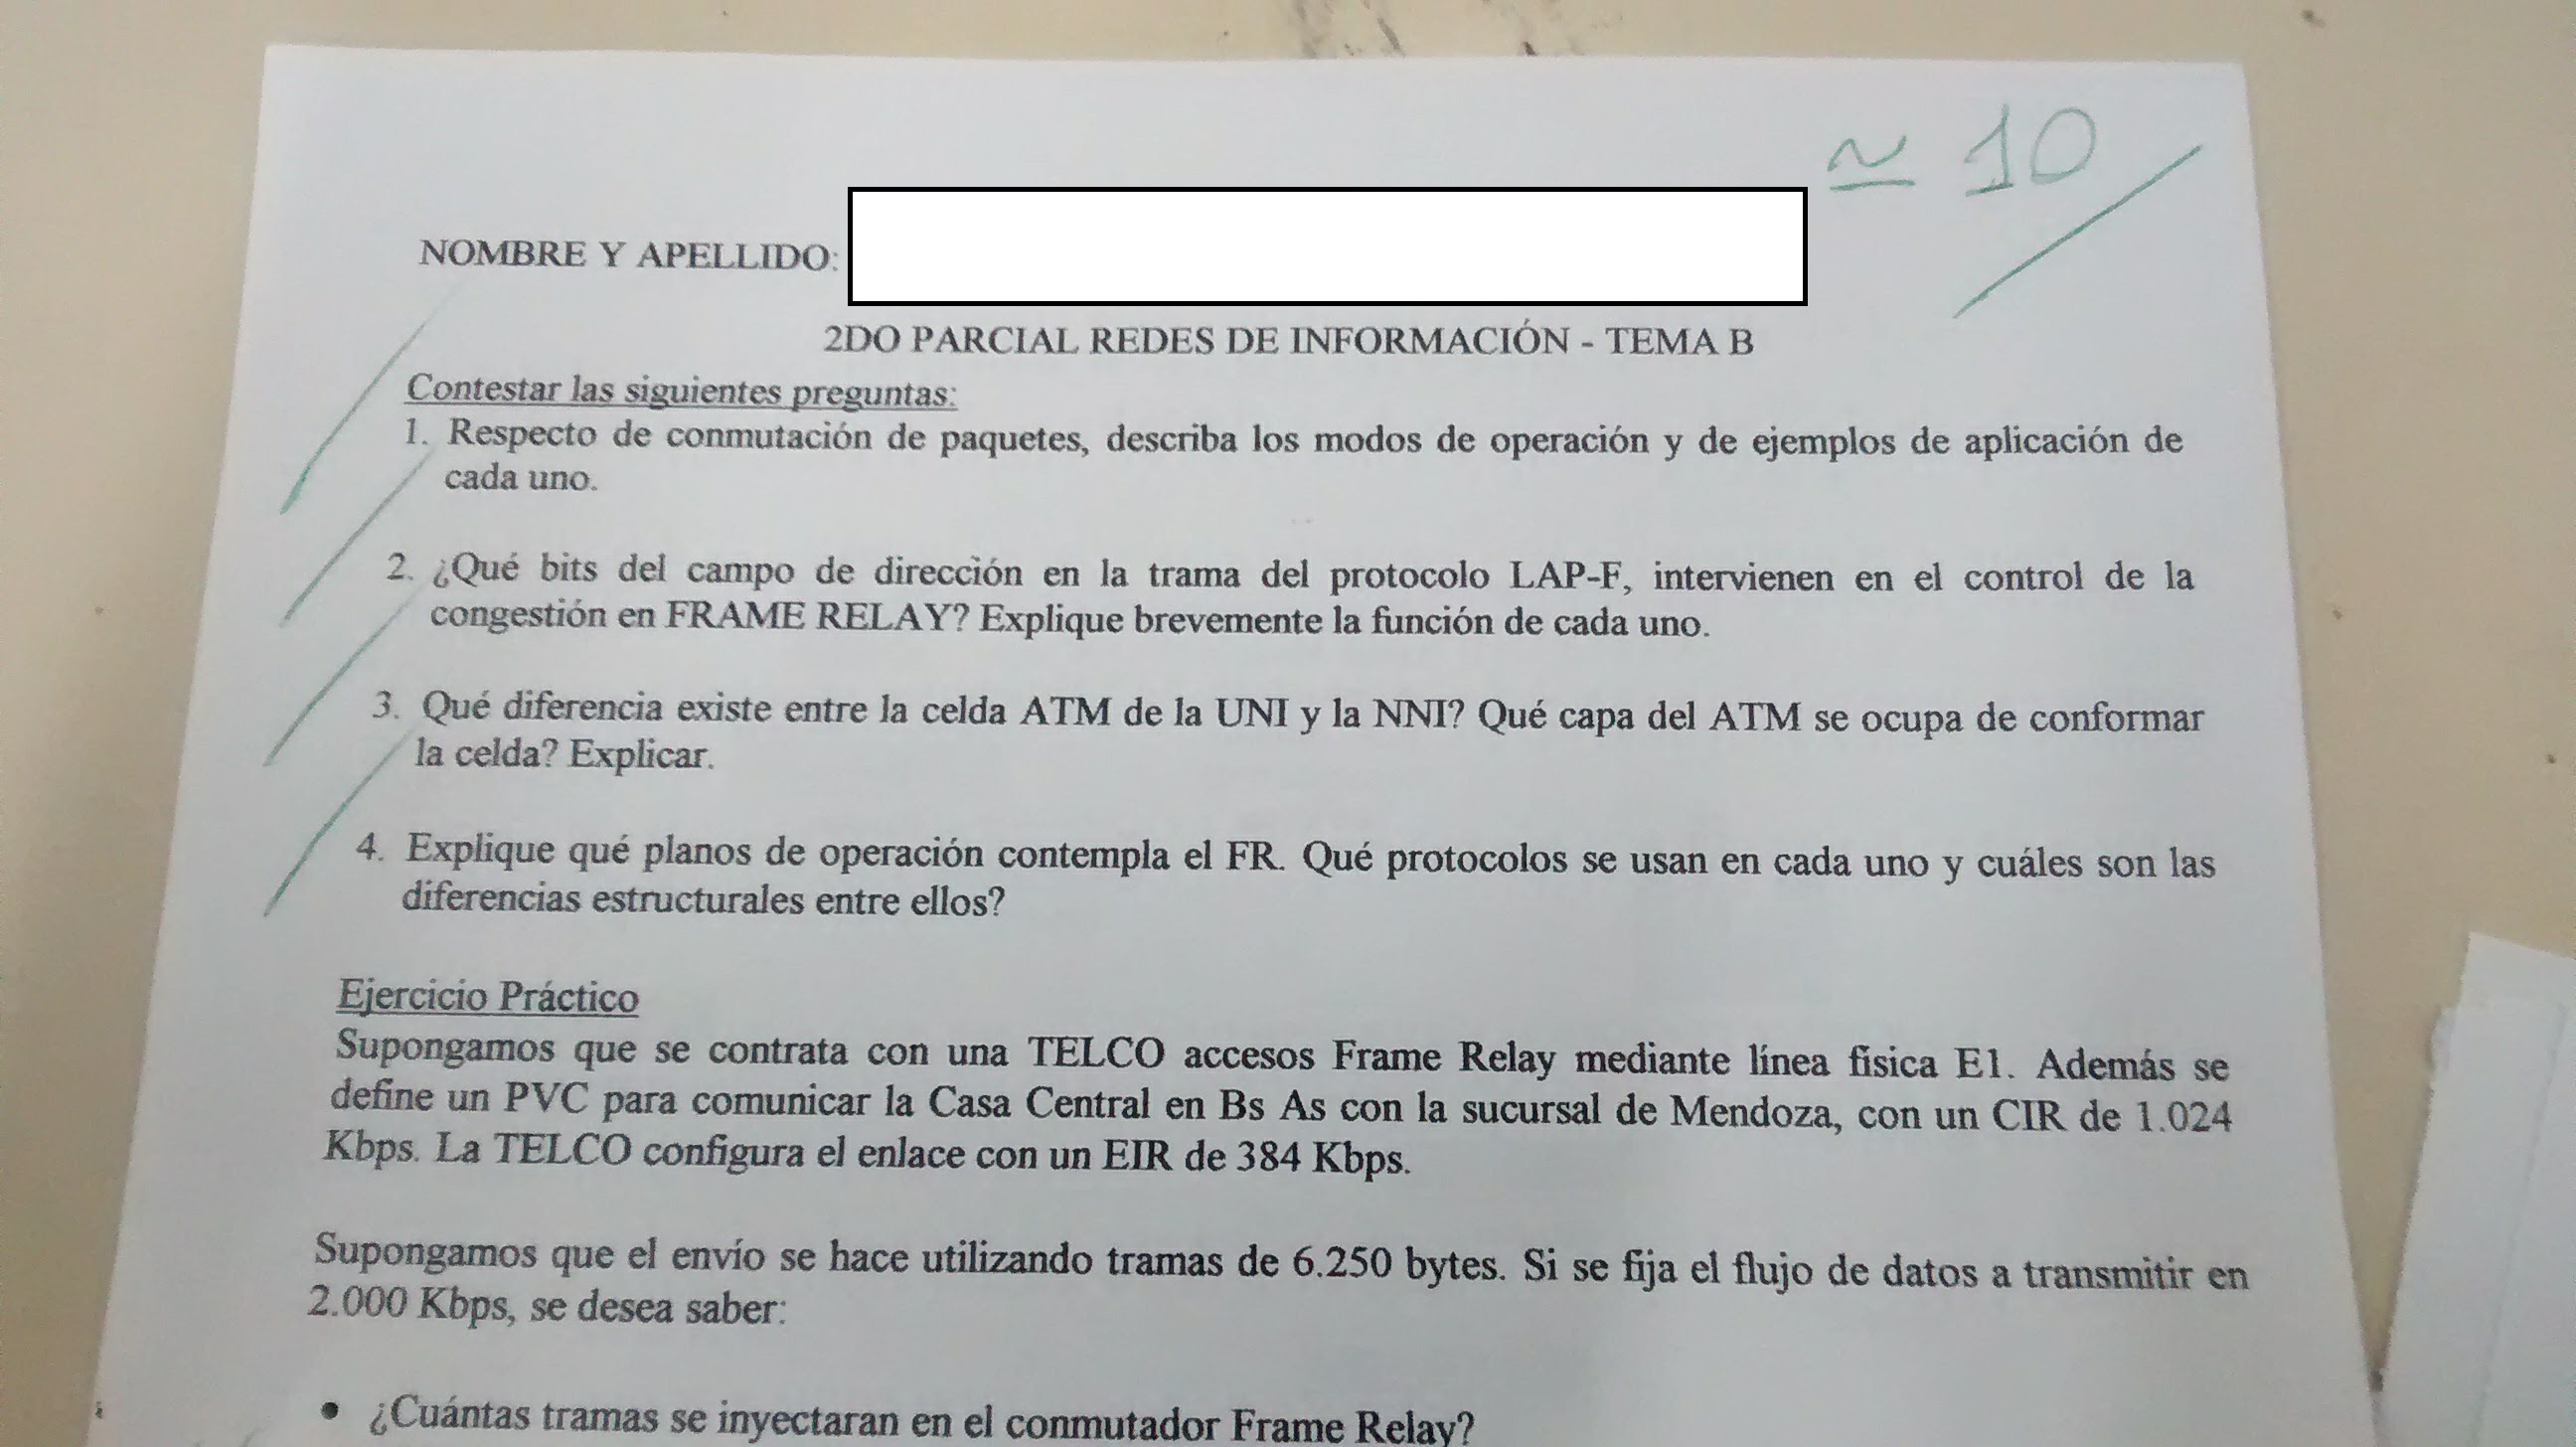 ≃ 10
NOMBRE Y APELLIDO:
2DO PARCIAL REDES DE INFORMACIÓN - TEMA B
Contestar las siguientes preguntas:
1. Respecto de conmutación de paquetes, describa los modos de operación y de ejemplos de aplicación de
cada uno.
2. ¿Qué bits del campo de dirección en la trama del protocolo LAP-F, intervienen en el control de la
congestión en FRAME RELAY? Explique brevemente la función de cada uno.
3. Qué diferencia existe entre la celda ATM de la UNI y la NNI? Qué capa del ATM se ocupa de conformar
la celda? Explicar.
4. Explique qué planos de operación contempla el FR. Qué protocolos se usan en cada uno y cuáles son las
diferencias estructurales entre ellos?
Ejercicio Práctico
Supongamos que se contrata con una TELCO accesos Frame Relay mediante línea física E1. Además se
define un PVC para comunicar la Casa Central en Bs As con la sucursal de Mendoza, con un CIR de 1.024
Kbps. La TELCO configura el enlace con un EIR de 384 Kbps.
Supongamos que el envío se hace utilizando tramas de 6.250 bytes. Si se fija el flujo de datos a transmitir en
2.000 Kbps, se desea saber:
• ¿Cuántas tramas se inyectaran en el conmutador Frame Relay?